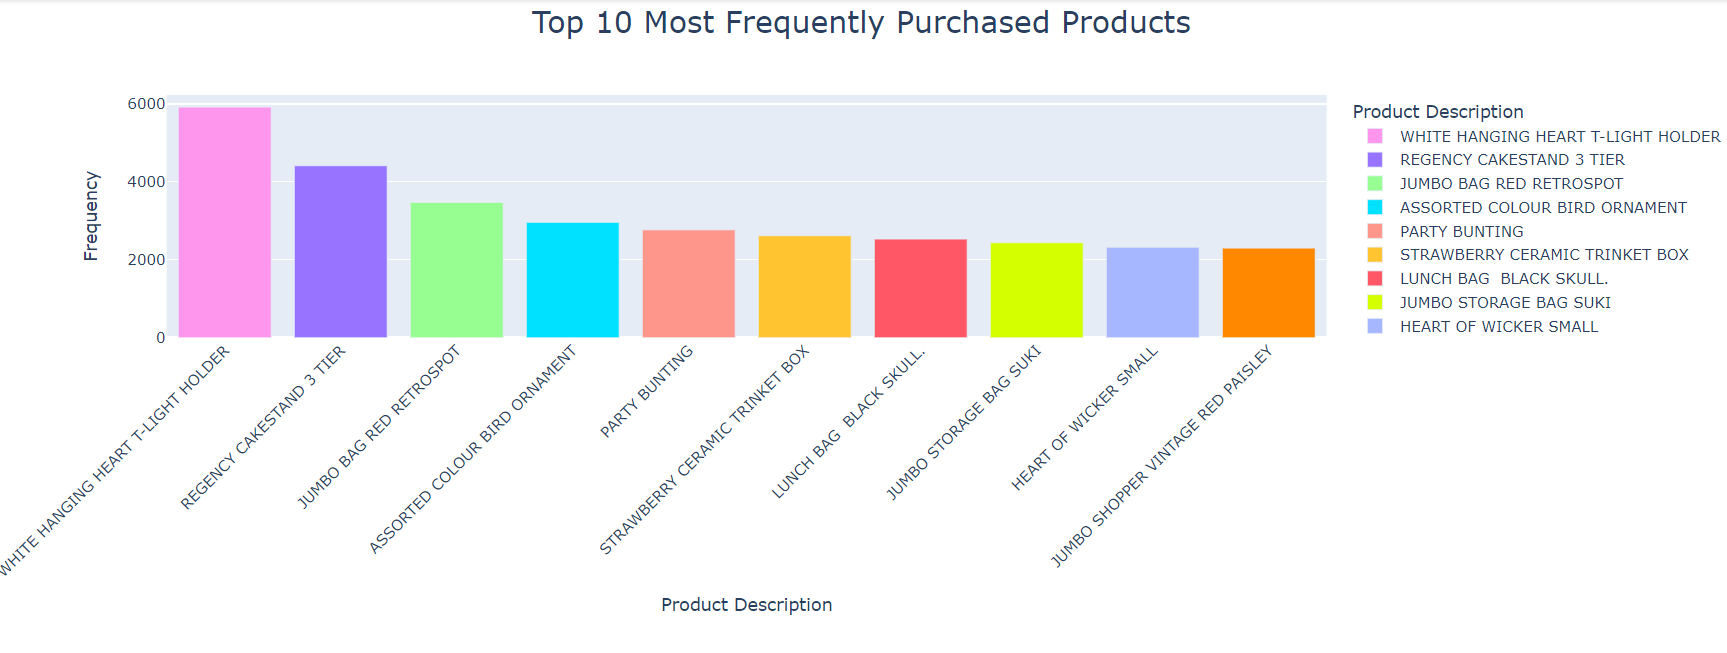 Top 10 Most Frequently Purchased Products
Frequency
6000
4000
2000
0
WHITE HANGING HEART T-LIGHT HOLDER
REGENCY CAKESTAND 3 TIER
JUMBO BAG RED RETROSPOT
ASSORTED COLOUR BIRD ORNAMENT
PARTY BUNTING
STRAWBERRY CERAMIC TRINKET BOX
LUNCH BAG  BLACK SKULL.
JUMBO STORAGE BAG SUKI
HEART OF WICKER SMALL
JUMBO SHOPPER VINTAGE RED PAISLEY
Product Description
Product Description
WHITE HANGING HEART T-LIGHT HOLDER
REGENCY CAKESTAND 3 TIER
JUMBO BAG RED RETROSPOT
ASSORTED COLOUR BIRD ORNAMENT
PARTY BUNTING
STRAWBERRY CERAMIC TRINKET BOX
LUNCH BAG  BLACK SKULL.
JUMBO STORAGE BAG SUKI
HEART OF WICKER SMALL